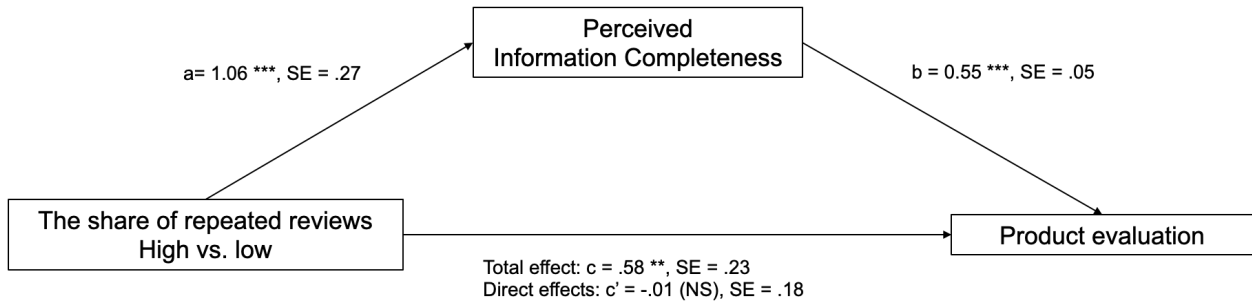 Perceived
Information Completeness
a= 1.06 ***, SE = .27
b = 0.55 ***, SE = .05
The share of repeated reviews
High vs. low
Product evaluation
Total effect: c = .58 **, SE = .23
Direct effects: c’ = -.01 (NS), SE = .18